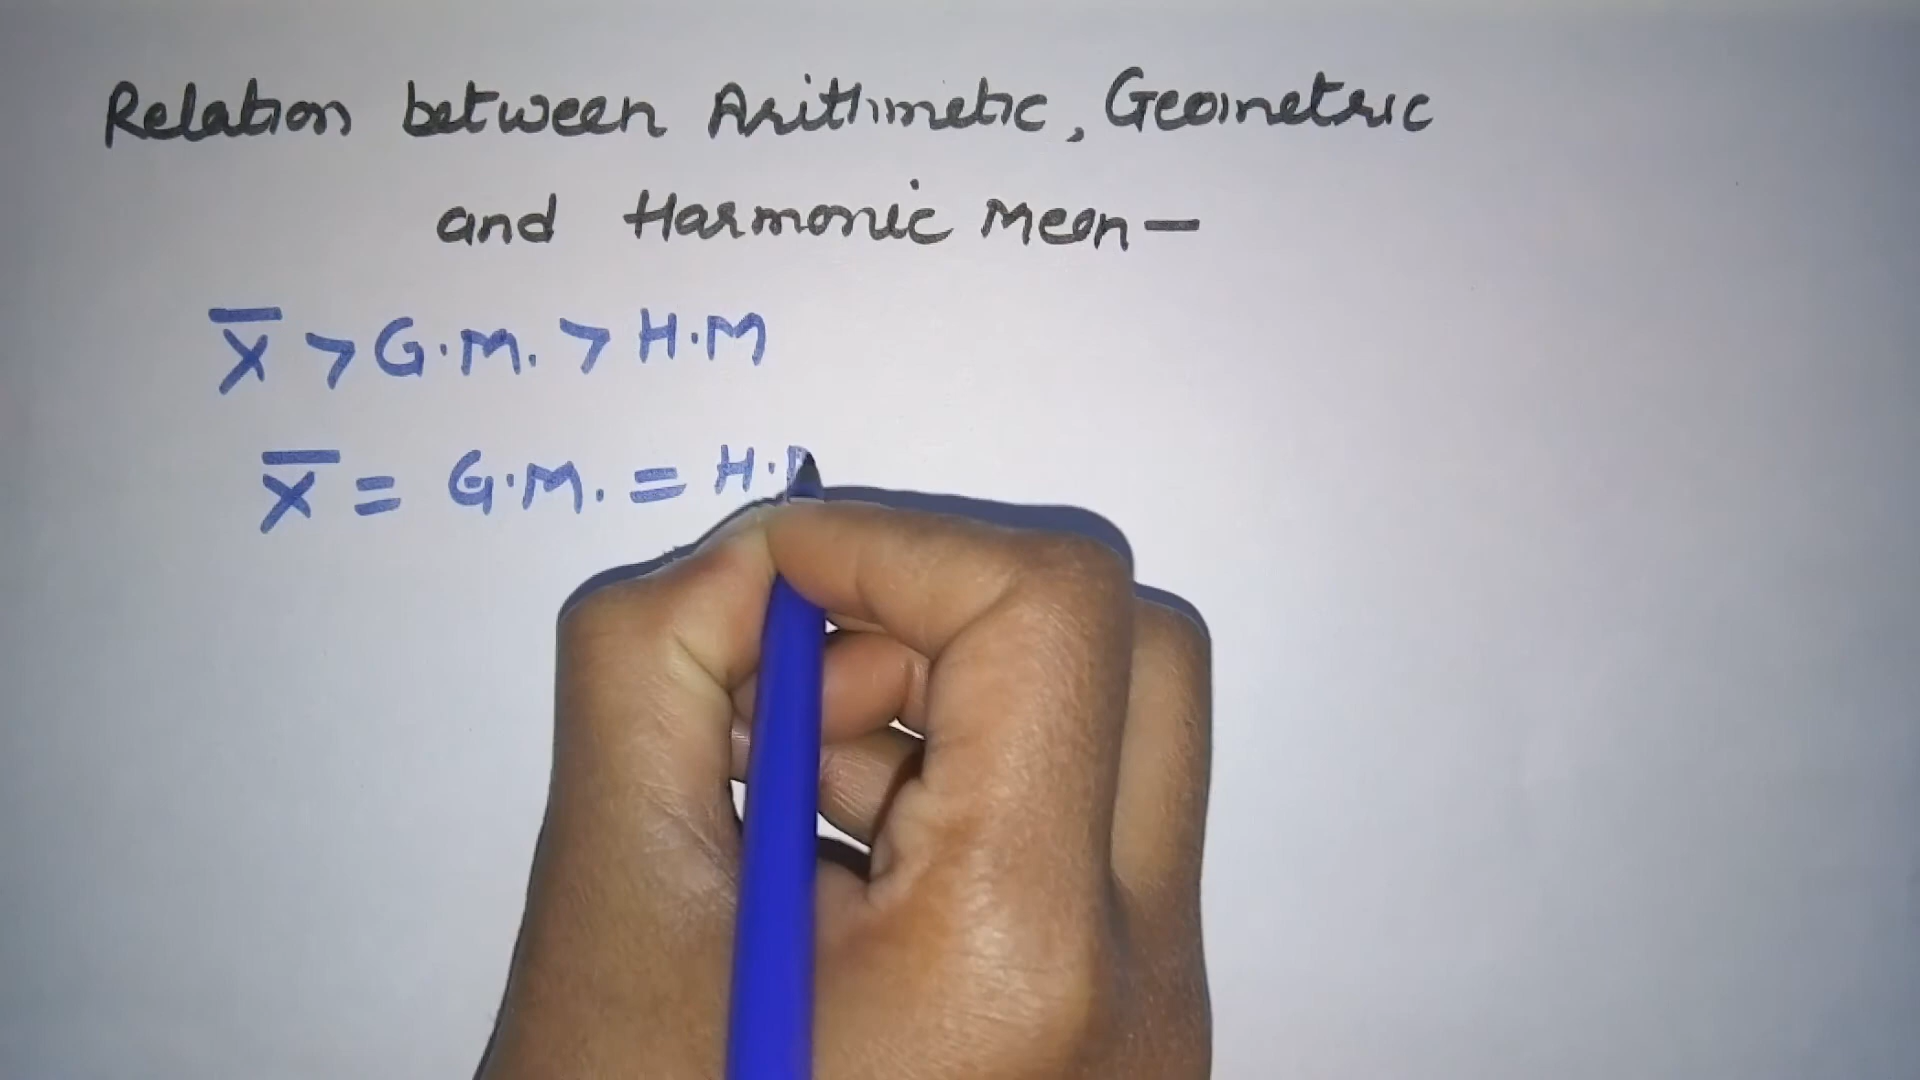 Relation between Arithmetic, Geometric
and Harmonic Mean —
X̅ > G.M. > H.M
X̅ = G.M. = H.